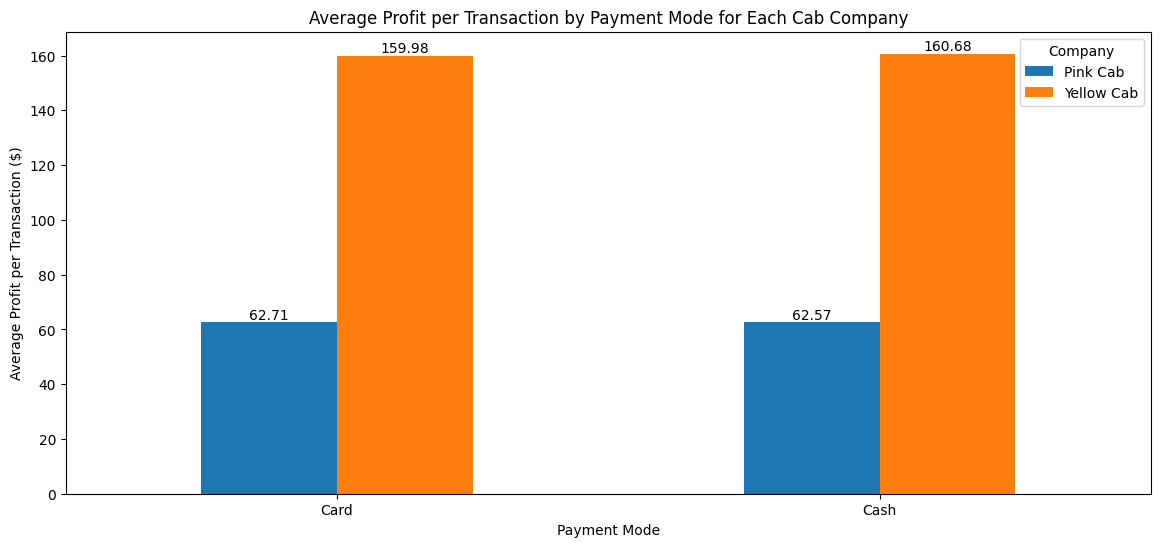 Average Profit per Transaction by Payment Mode for Each Cab Company
Average Profit per Transaction ($)
160
140
120
100
80
60
40
20
0
62.71
159.98
62.57
160.68
Company
Pink Cab
Yellow Cab
Card
Cash
Payment Mode